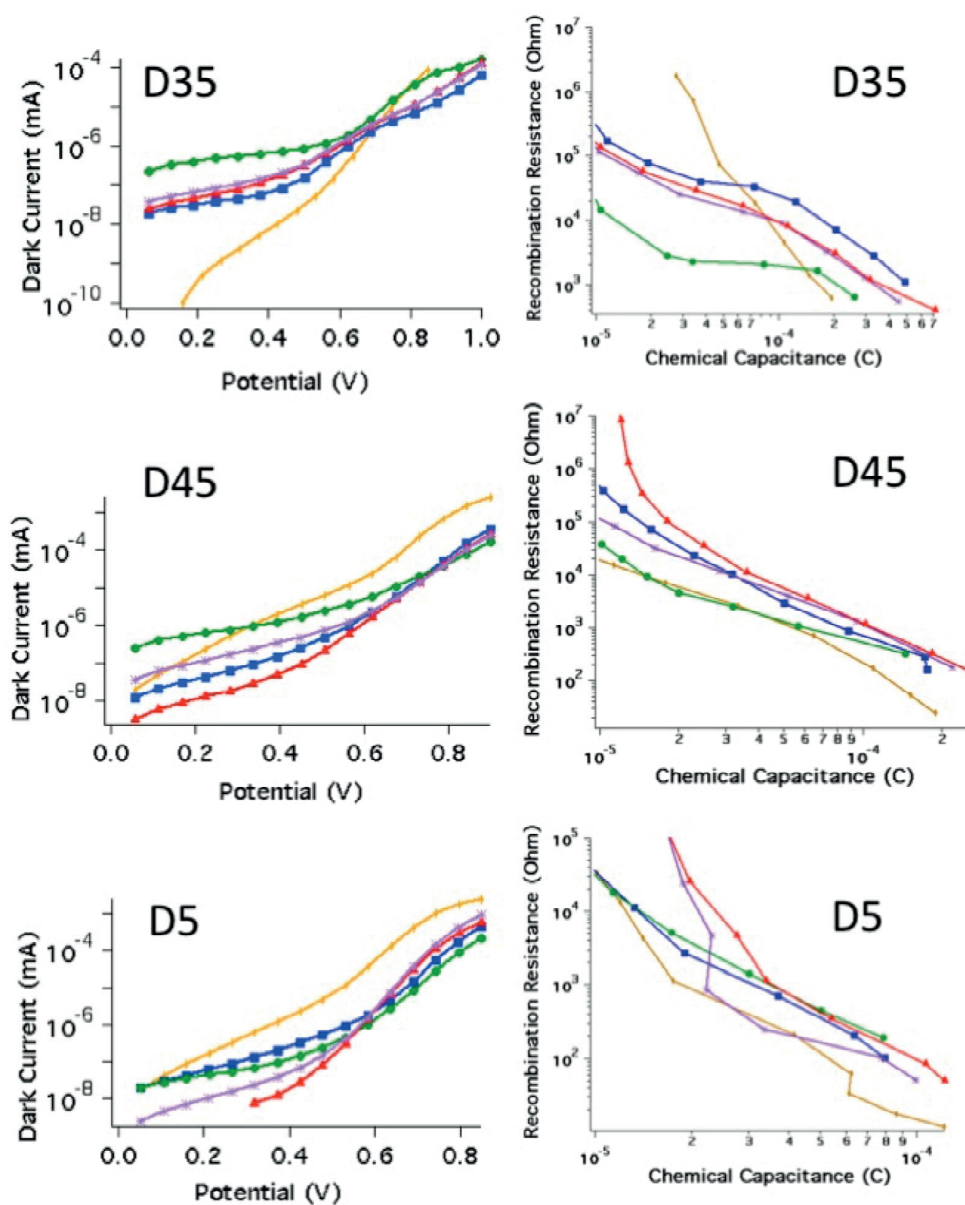 D35
Dark Current (mA)
10-4
10-6
10-8
10-10
0.0 0.2 0.4 0.6 0.8 1.0
Potential (V)
D35
Recombination Resistance (Ohm)
10^7
10^6
10^5
10^4
10^3
10-5 2 3 4 5 6 7 10-4 2 3 4 5 6 7
Chemical Capacitance (C)
D45
Dark Current (mA)
10-4
10-6
10-8
0.0 0.2 0.4 0.6 0.8
Potential (V)
D45
Recombination Resistance (Ohm)
10^7
10^6
10^5
10^4
10^3
10^2
10-5 2 3 4 5 6 7 8 9 10-4 2
Chemical Capacitance (C)
D5
Dark Current (mA)
10-4
10-6
10-8
0.0 0.2 0.4 0.6 0.8
Potential (V)
D5
Recombination Resistance (Ohm)
10^5
10^4
10^3
10^2
10-5 2 3 4 5 6 7 8 9 10-4
Chemical Capacitance (C)